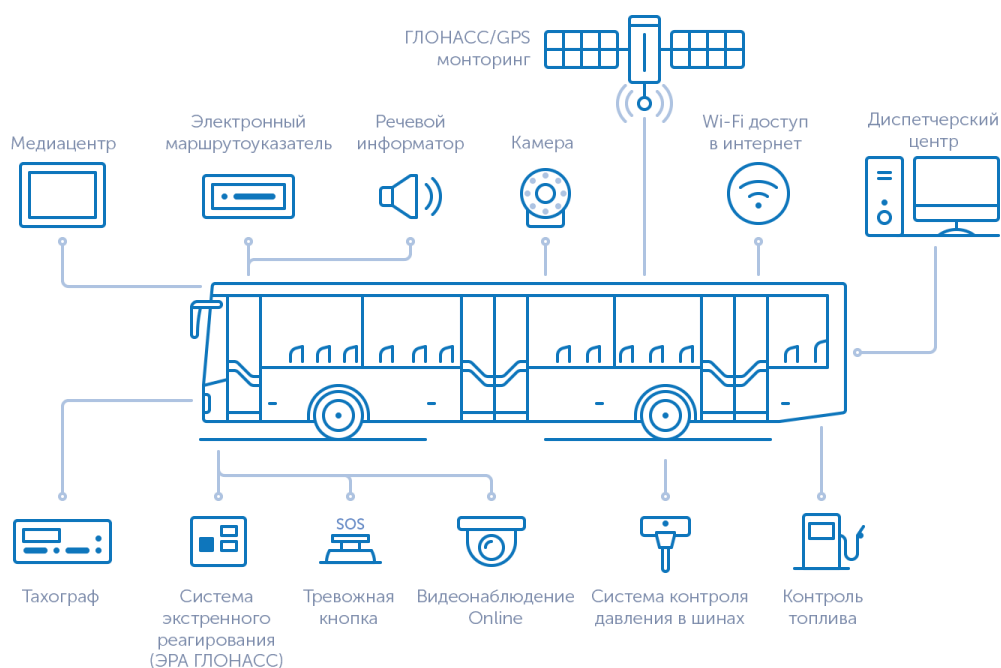 ГЛОНАСС/GPS
монторинг
Медиацентр
Электронный
маршрутоуказатель
Речевой
информатор
Камера
Wi-Fi доступ
в интернет
Диспетчерский
центр
SOS
Тахограф
Система
экстренного
реагирования
(ЭРА ГЛОНАСС)
Тревожная
кнопка
Видеонаблюдение
Online
Система контроля
давления в шинах
Контроль
топлива